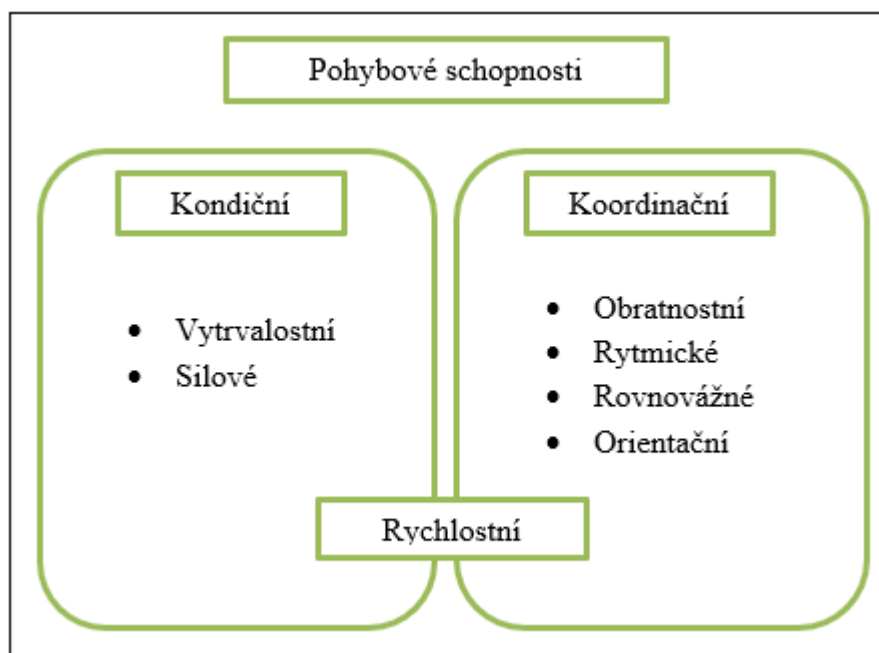 Pohybové schopnosti
Kondiční
• Vytrvalostní
• Silové
Koordinační
• Obratnostní
• Rytmické
• Rovnovážné
• Orientační
Rychlostní